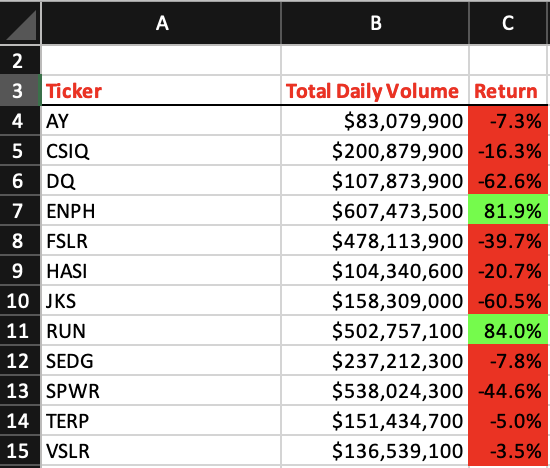 A B C
2
3 Ticker Total Daily Volume Return
4 AY $83,079,900 -7.3%
5 CSIQ $200,879,900 -16.3%
6 DQ $107,873,900 -62.6%
7 ENPH $607,473,500 81.9%
8 FSLR $478,113,900 -39.7%
9 HASI $104,340,600 -20.7%
10 JKS $158,309,000 -60.5%
11 RUN $502,757,100 84.0%
12 SEDG $237,212,300 -7.8%
13 SPWR $538,024,300 -44.6%
14 TERP $151,434,700 -5.0%
15 VSLR $136,539,100 -3.5%